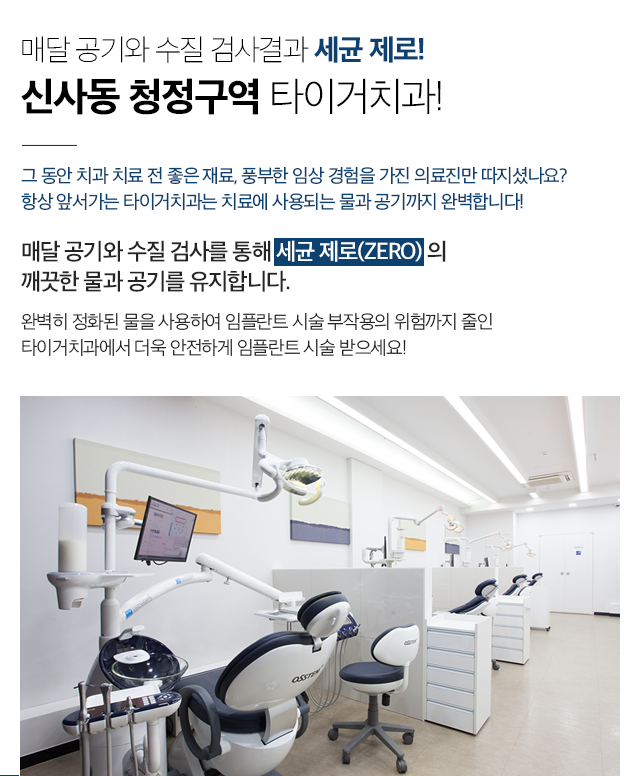 매달 공기와 수질 검사결과 세균 제로!
신사동 청정구역 타이거치과!
그 동안 치과 치료 전 좋은 재료, 풍부한 임상 경험을 가진 의료진만 따지셨나요?
항상 앞서가는 타이거치과는 치료에 사용되는 물과 공기까지 완벽합니다!
매달 공기와 수질 검사를 통해 세균 제로(ZERO) 의
깨끗한 물과 공기를 유지합니다.
완벽히 정화된 물을 사용하여 임플란트 시술 부작용의 위험까지 줄인
타이거치과에서 더욱 안전하게 임플란트 시술 받으세요!
OSSTEM
OSSTEM